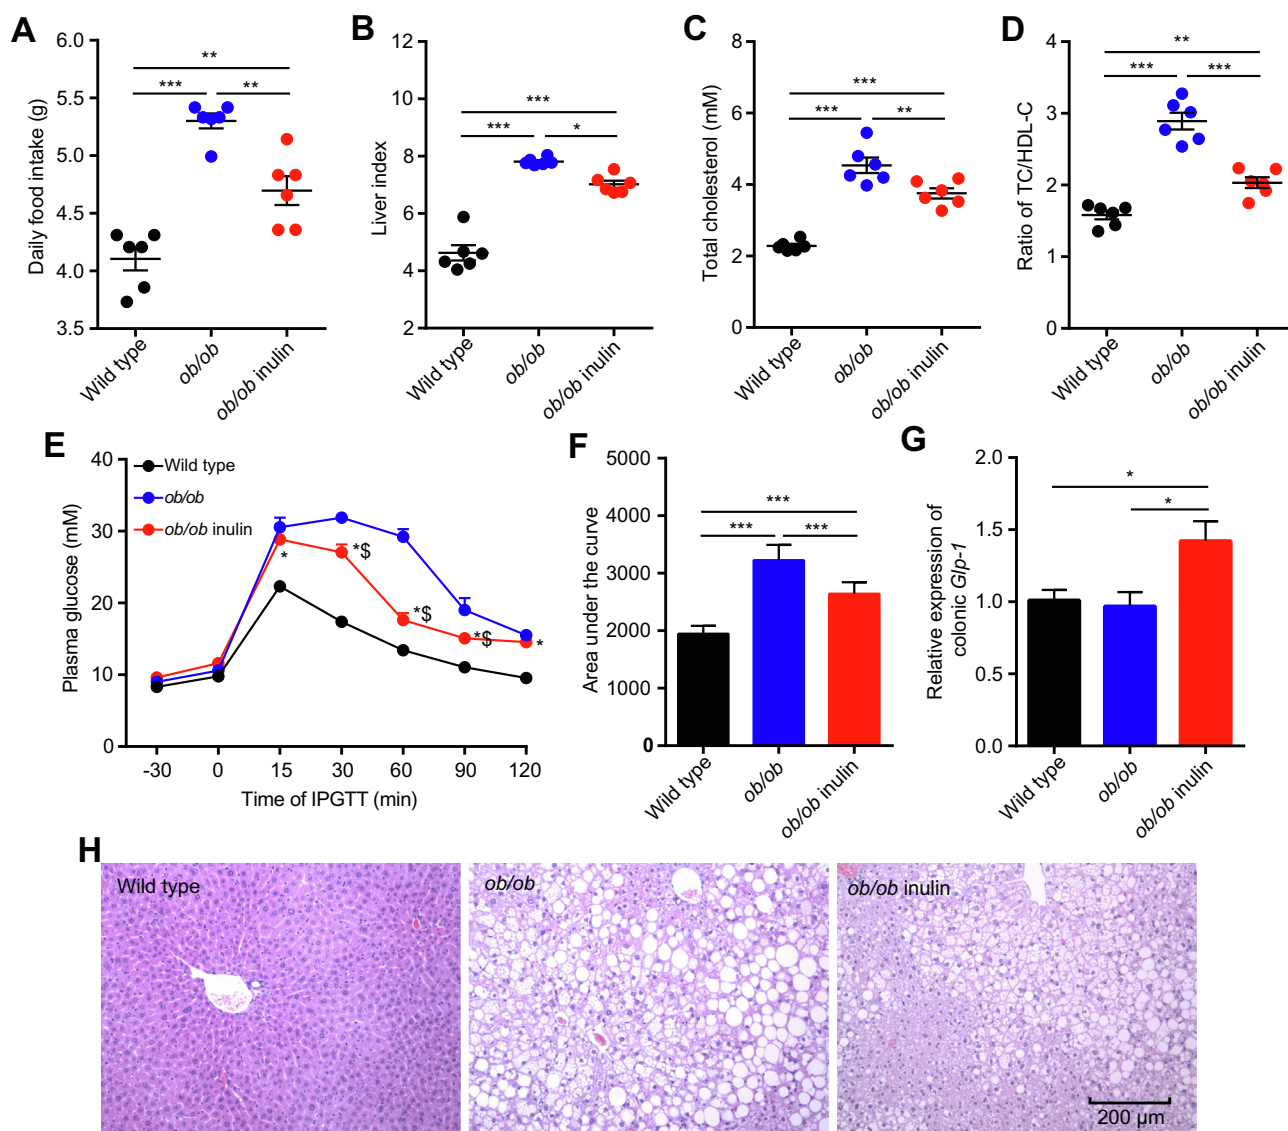 A
Daily food intake (g)
6.0
5.5
5.0
4.5
4.0
3.5
**
***
**
Wild type
ob/ob
ob/ob inulin
B
Liver index
12
10
8
6
4
2
***
***
*
Wild type
ob/ob
ob/ob inulin
C
Total cholesterol (mM)
8
6
4
2
0
***
***
**
Wild type
ob/ob
ob/ob inulin
D
Ratio of TC/HDL-C
4
3
2
1
0
**
***
***
Wild type
ob/ob
ob/ob inulin
E
Plasma glucose (mM)
40
30
20
10
0
Wild type
ob/ob
ob/ob inulin
*
*$
*$
*$
*
-30
0
15
30
60
90
120
Time of IPGTT (min)
F
Area under the curve
5000
4000
3000
2000
1000
0
***
***
***
Wild type
ob/ob
ob/ob inulin
G
Relative expression of
colonic Glp-1
2.0
1.5
1.0
0.5
0.0
*
*
Wild type
ob/ob
ob/ob inulin
H
Wild type
ob/ob
ob/ob inulin
200 µm